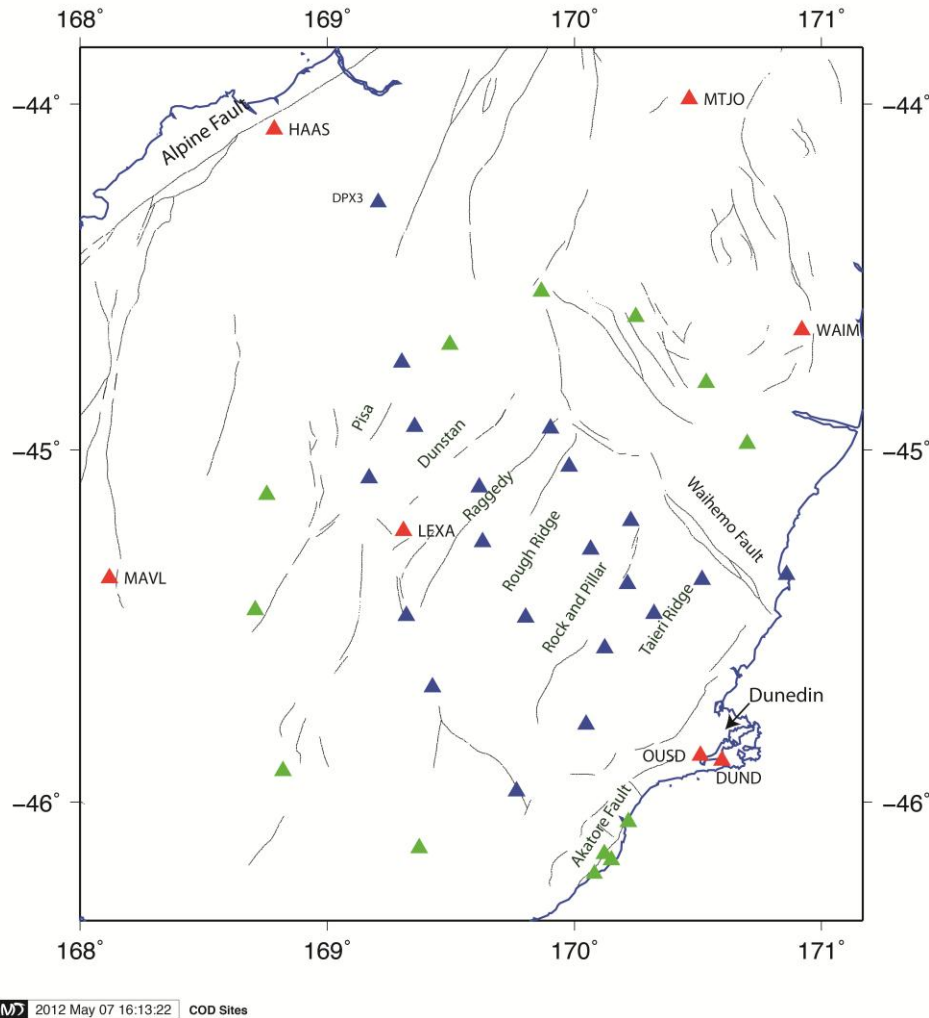 168° 169° 170° 171°
-44° -44°
MTJO
Alpine Fault
HAAS
DPX3
WAIM
Pisa
Dunstan
-45° -45°
Raggedy
Waihemo Fault
LEXA
Rough Ridge
MAVL
Rock and Pillar
Taieri Ridge
Dunedin
OUSD
DUND
-46° -46°
Akatore Fault
168° 169° 170° 171°
2012 May 07 16:13:22 COD Sites